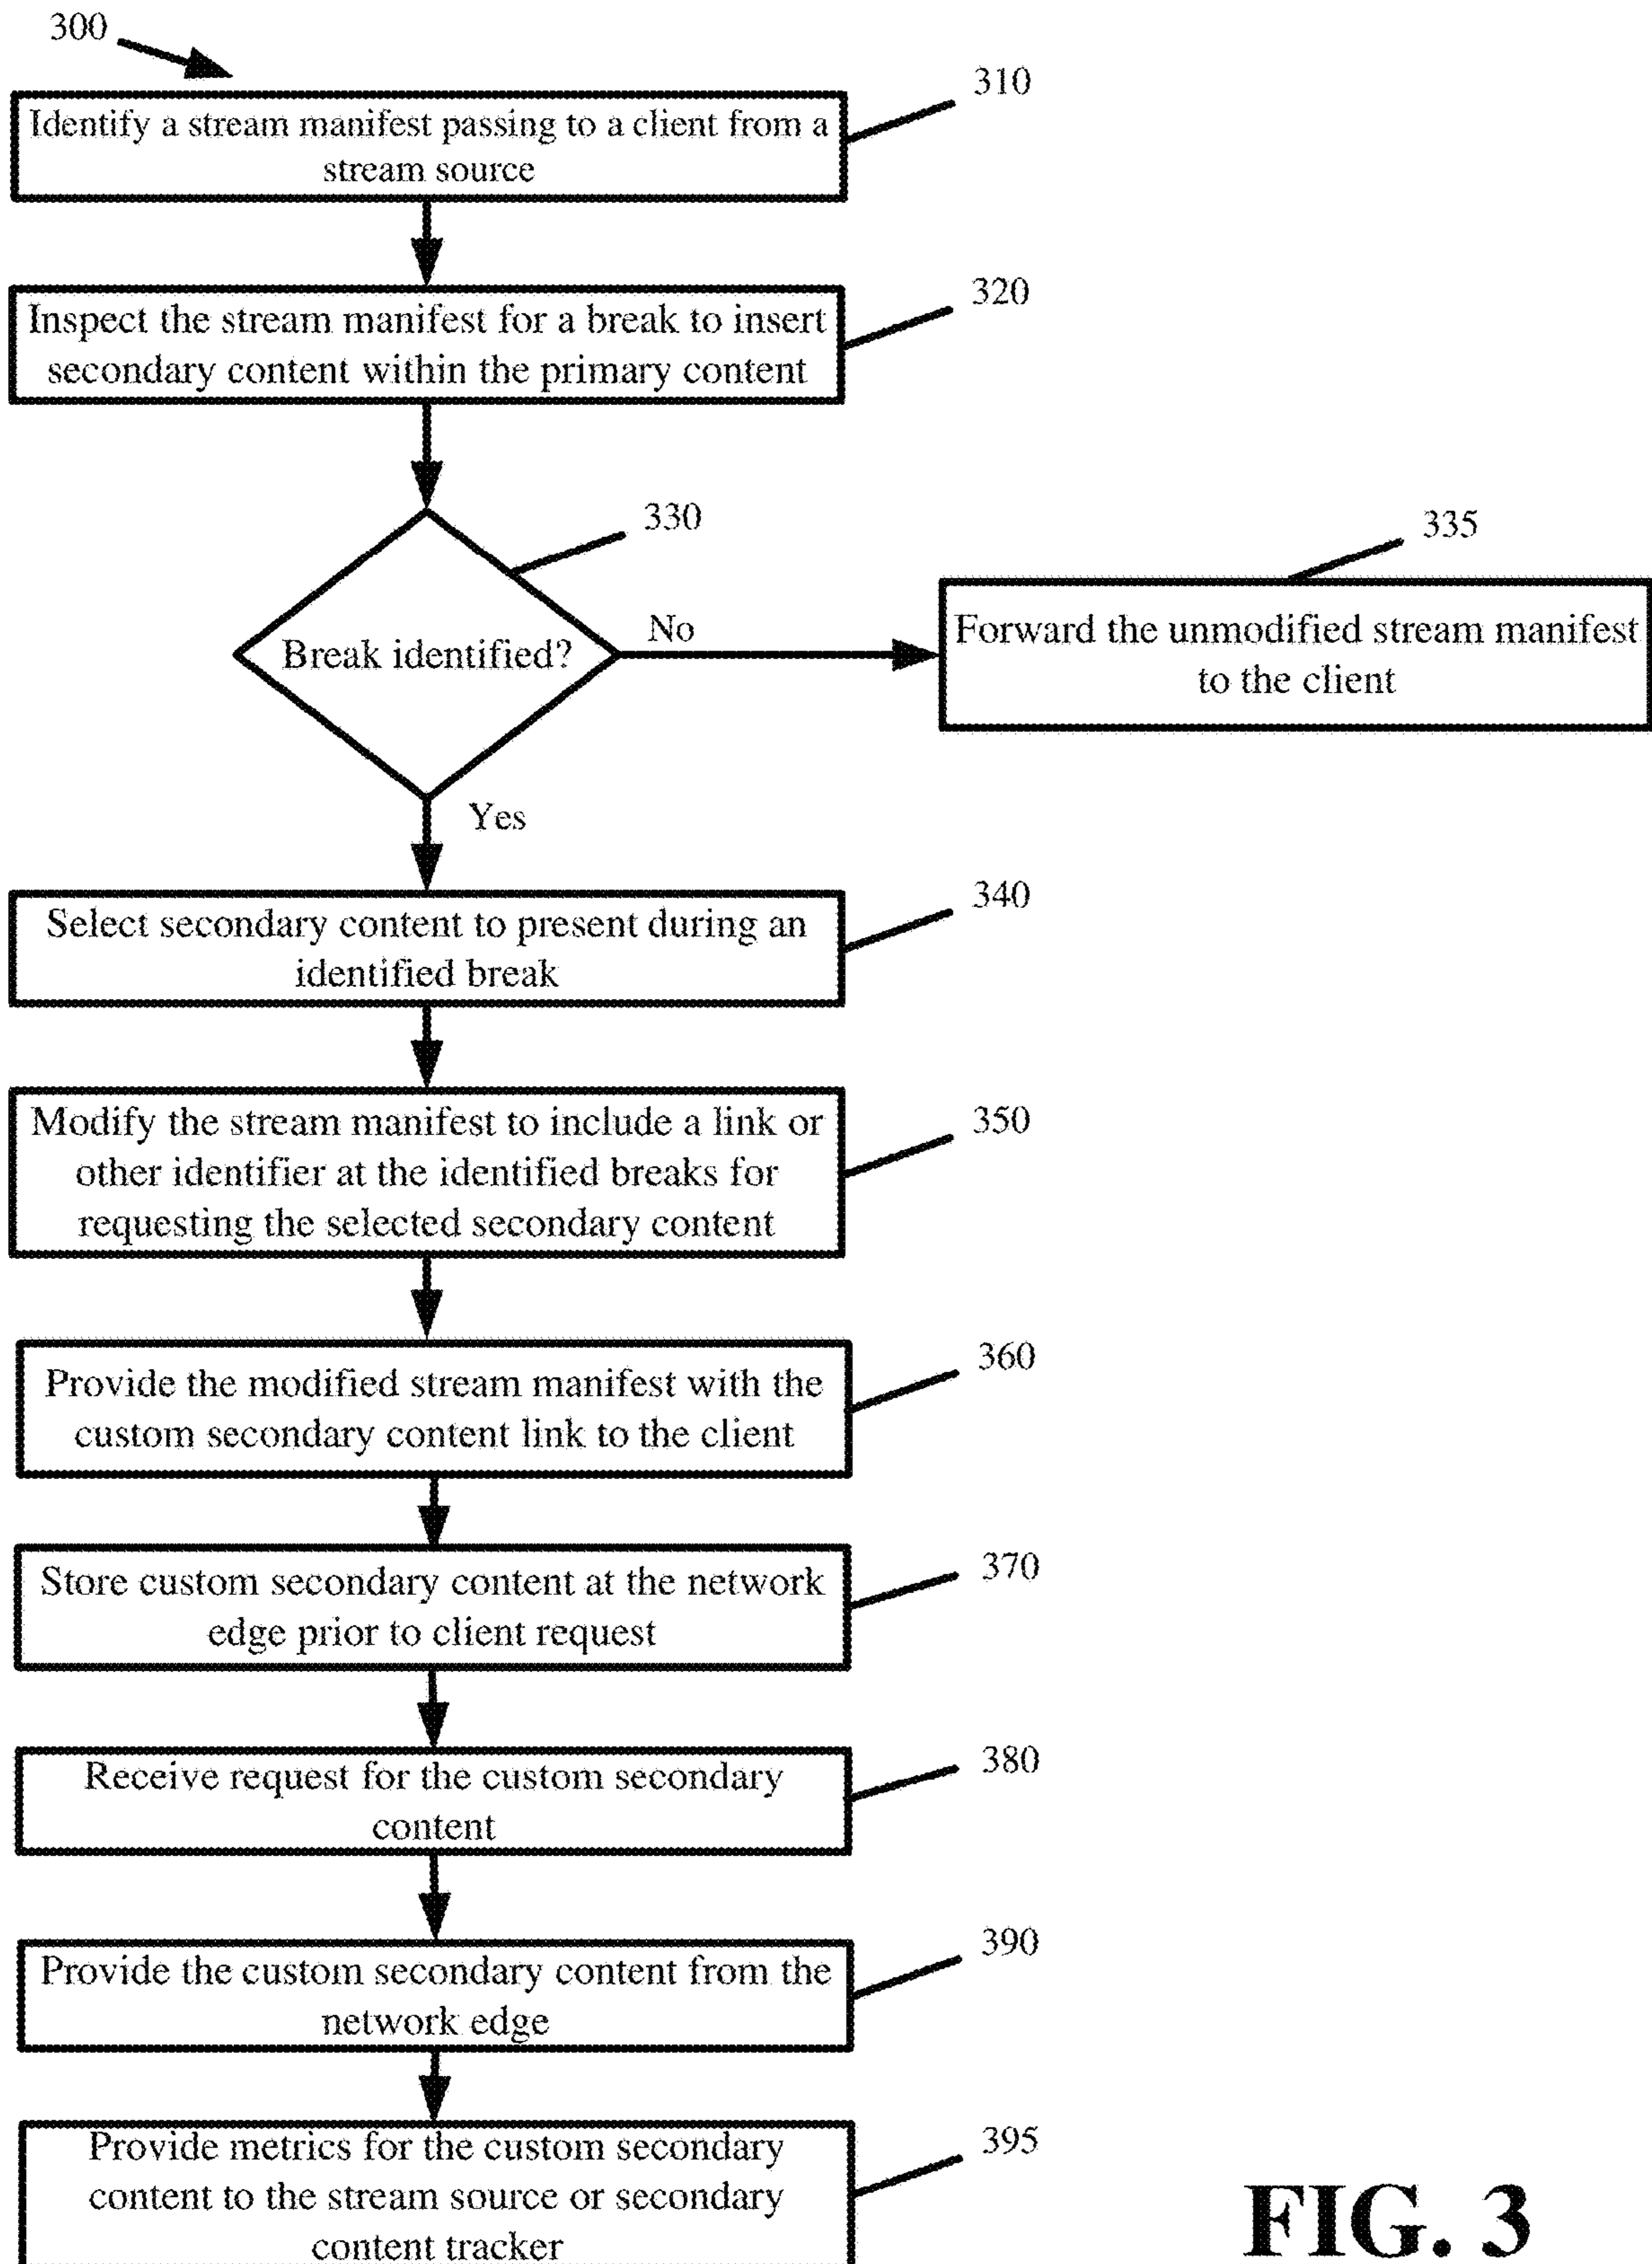 300
310
Identify a stream manifest passing to a client from a
stream source
320
Inspect the stream manifest for a break to insert
secondary content within the primary content
330
335
Break identified?
No
Forward the unmodified stream manifest
to the client
Yes
340
Select secondary content to present during an
identified break
350
Modify the stream manifest to include a link or
other identifier at the identified breaks for
requesting the selected secondary content
360
Provide the modified stream manifest with the
custom secondary content link to the client
370
Store custom secondary content at the network
edge prior to client request
380
Receive request for the custom secondary
content
390
Provide the custom secondary content from the
network edge
395
Provide metrics for the custom secondary
content to the stream source or secondary
content tracker
FIG. 3